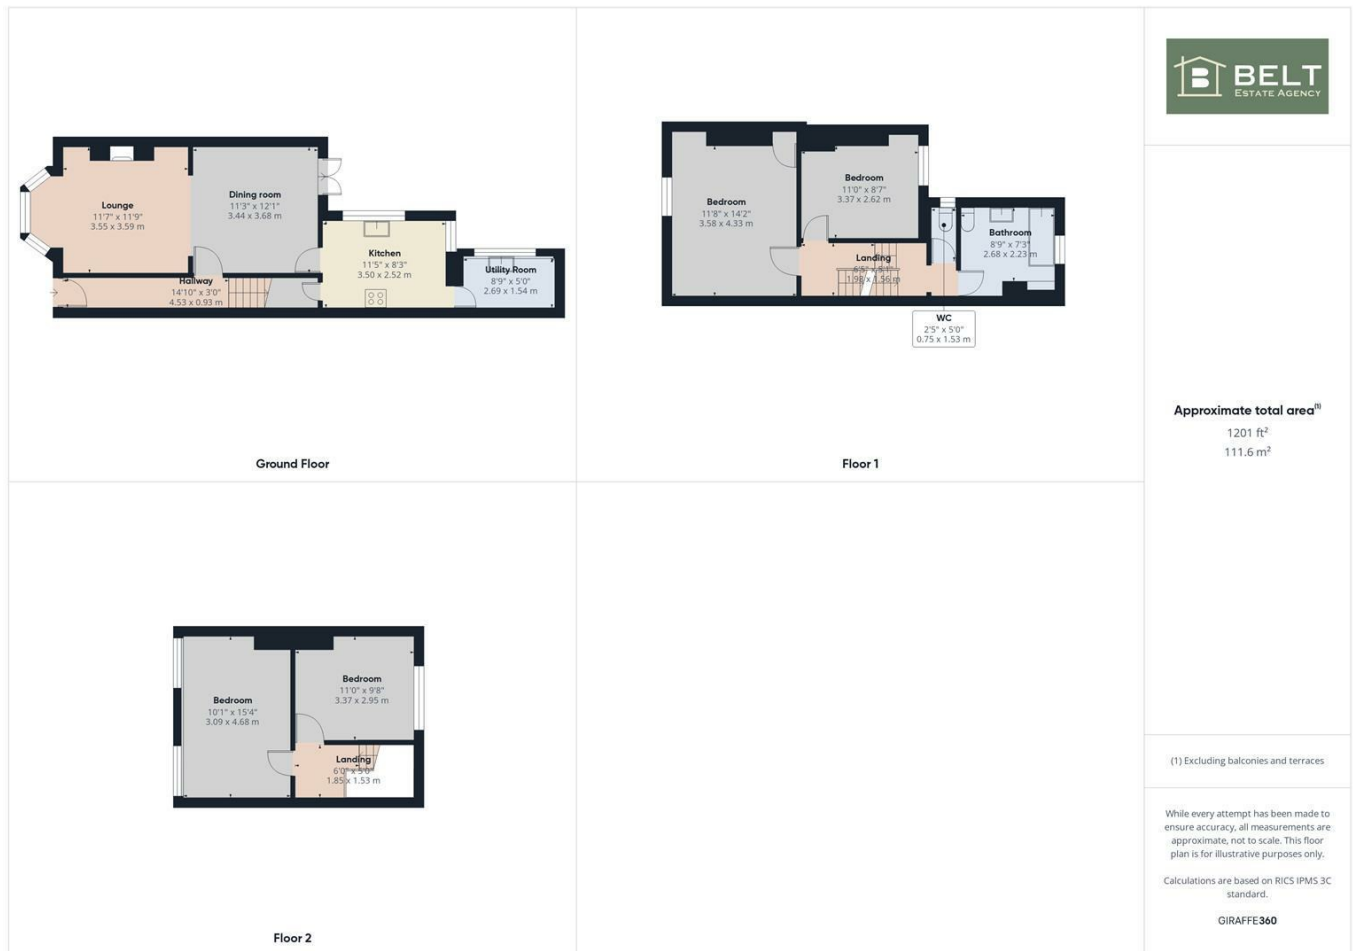 Lounge
11'7" x 11'9"
3.55 x 3.59 m
Dining room
11'3" x 12'1"
3.44 x 3.68 m
Kitchen
11'5" x 8'3"
3.50 x 2.52 m
Utility Room
8'9" x 5'0"
2.69 x 1.54 m
Hallway
14'10" x 3'0"
4.53 x 0.93 m
Ground Floor
Bedroom
11'8" x 14'2"
3.58 x 4.33 m
Bedroom
11'0" x 8'7"
3.37 x 2.62 m
Landing
6'5" x 5'1"
1.98 x 1.56 m
Bathroom
8'9" x 7'3"
2.68 x 2.23 m
WC
2'5" x 5'0"
0.75 x 1.53 m
Floor 1
Bedroom
10'1" x 15'4"
3.09 x 4.68 m
Bedroom
11'0" x 9'8"
3.37 x 2.95 m
Landing
6'0" x 5'0"
1.85 x 1.53 m
Floor 2
B BELT
ESTATE AGENCY
Approximate total area(1)
1201 ft²
111.6 m²
(1) Excluding balconies and terraces
While every attempt has been made to
ensure accuracy, all measurements are
approximate, not to scale. This floor
plan is for illustrative purposes only.
Calculations are based on RICS IPMS 3C
standard.
GIRAFFE360